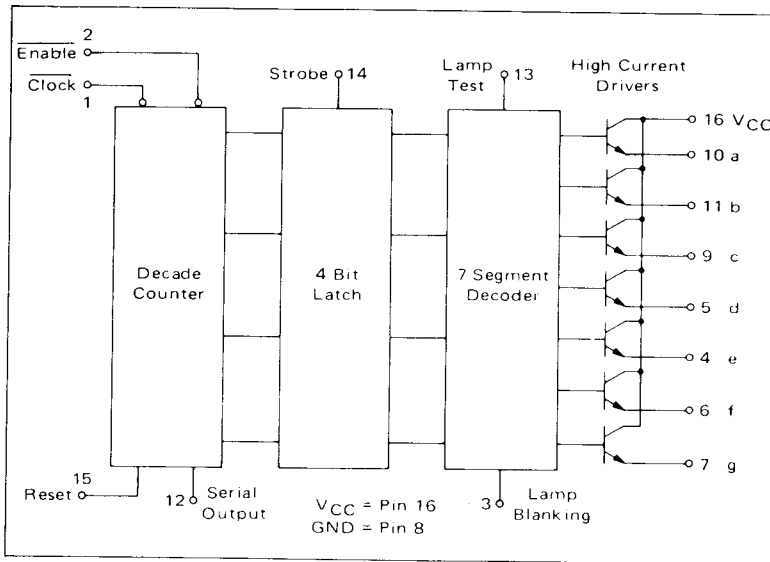 2
Enable
Clock
1
Strobe 14
Lamp
Test 13
High Current
Drivers
16 VCC
10 a
11 b
9 c
5 d
4 e
6 f
7 g
Decade
Counter
4 Bit
Latch
7 Segment
Decoder
15
Reset
12 Serial
Output
VCC = Pin 16
GND = Pin 8
3 Lamp
Blanking